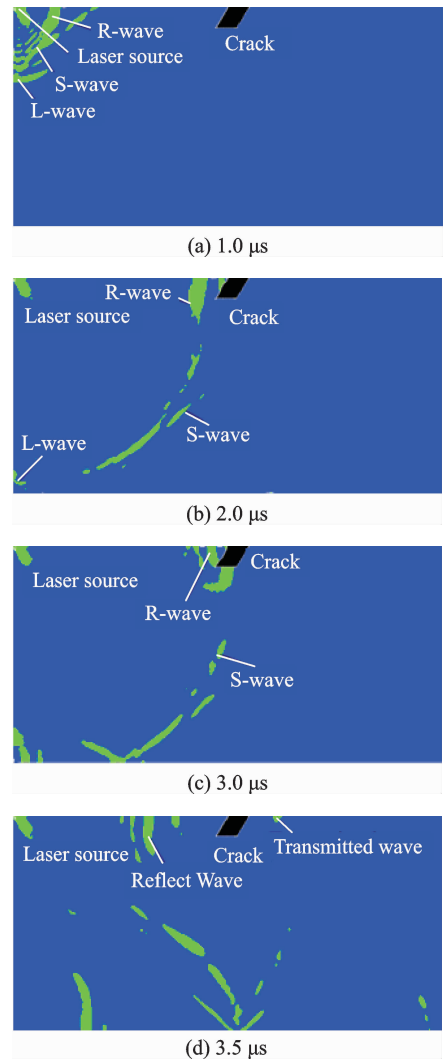 R-wave
Laser source
Crack
S-wave
L-wave
(a) 1.0 μs
R-wave
Laser source
Crack
S-wave
L-wave
(b) 2.0 μs
Laser source
Crack
R-wave
S-wave
(c) 3.0 μs
Laser source
Crack
Transmitted wave
Reflect Wave
(d) 3.5 μs